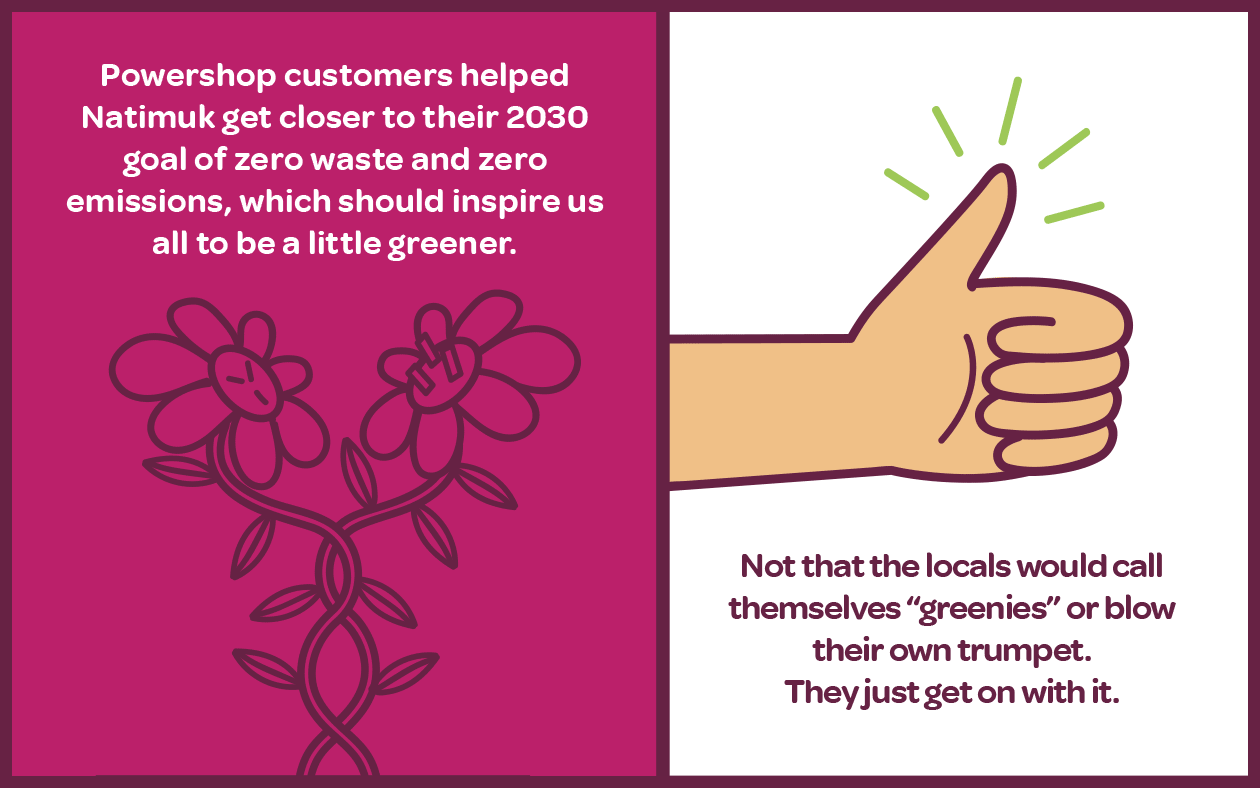 Powershop customers helped
Natimuk get closer to their 2030
goal of zero waste and zero
emissions, which should inspire us
all to be a little greener.
Not that the locals would call
themselves “greenies” or blow
their own trumpet.
They just get on with it.